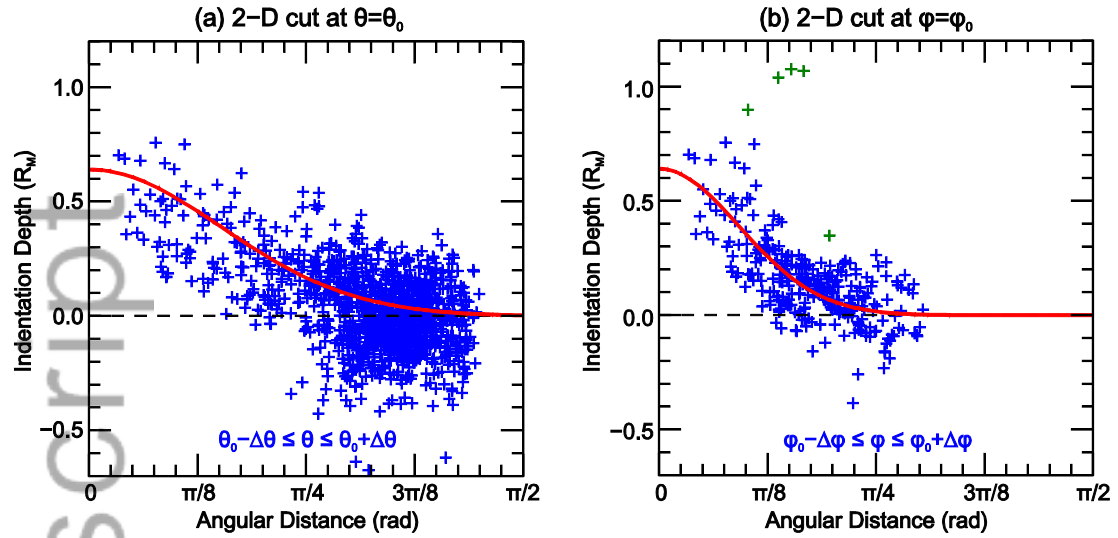 (a) 2−D cut at θ=θ₀
1.0
0.5
0.0
−0.5
Indentation Depth (R_M)
θ₀−Δθ ≤ θ ≤ θ₀+Δθ
0 π/8 π/4 3π/8 π/2
Angular Distance (rad)
(b) 2−D cut at φ=φ₀
1.0
0.5
0.0
−0.5
Indentation Depth (R_M)
φ₀−Δφ ≤ φ ≤ φ₀+Δφ
0 π/8 π/4 3π/8 π/2
Angular Distance (rad)
script